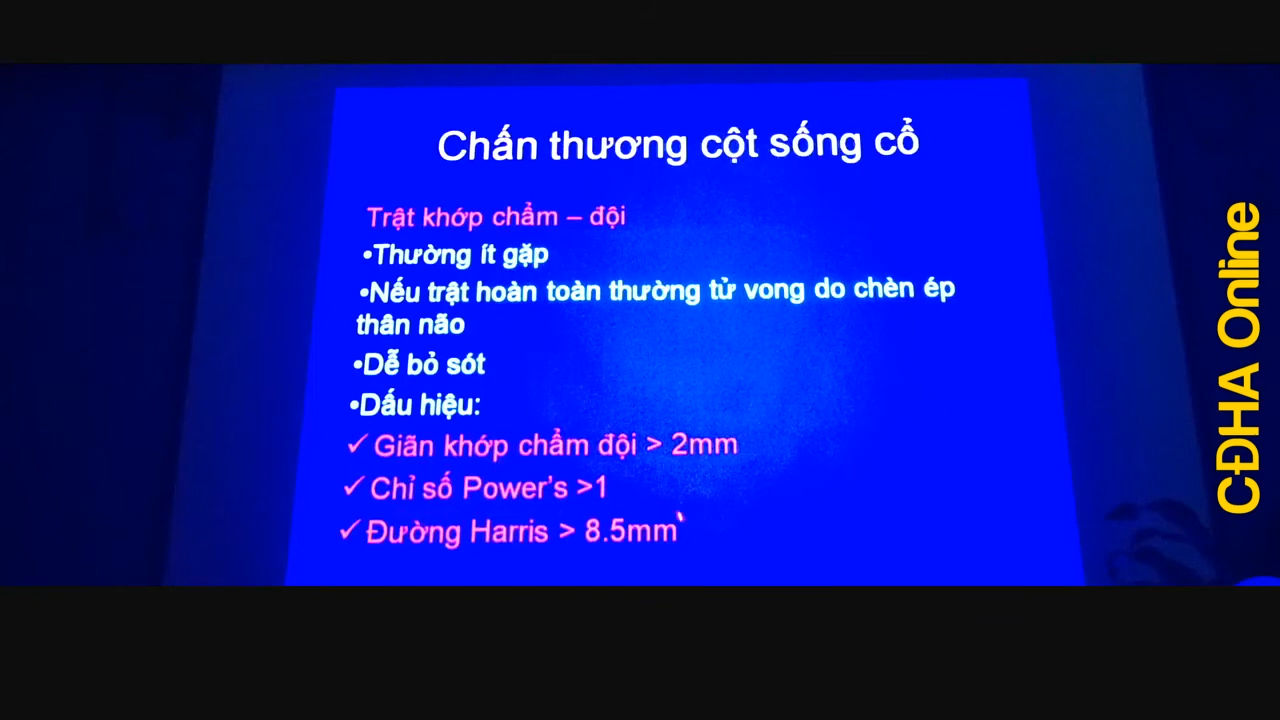 Chấn thương cột sống cổ
Trật khớp chẩm – đội
•Thường ít gặp
•Nếu trật hoàn toàn thường tử vong do chèn ép
thân não
•Dễ bỏ sót
•Dấu hiệu:
✓ Giãn khớp chẩm đội > 2mm
✓ Chỉ số Power’s >1
✓ Đường Harris > 8.5mm
CĐHA Online